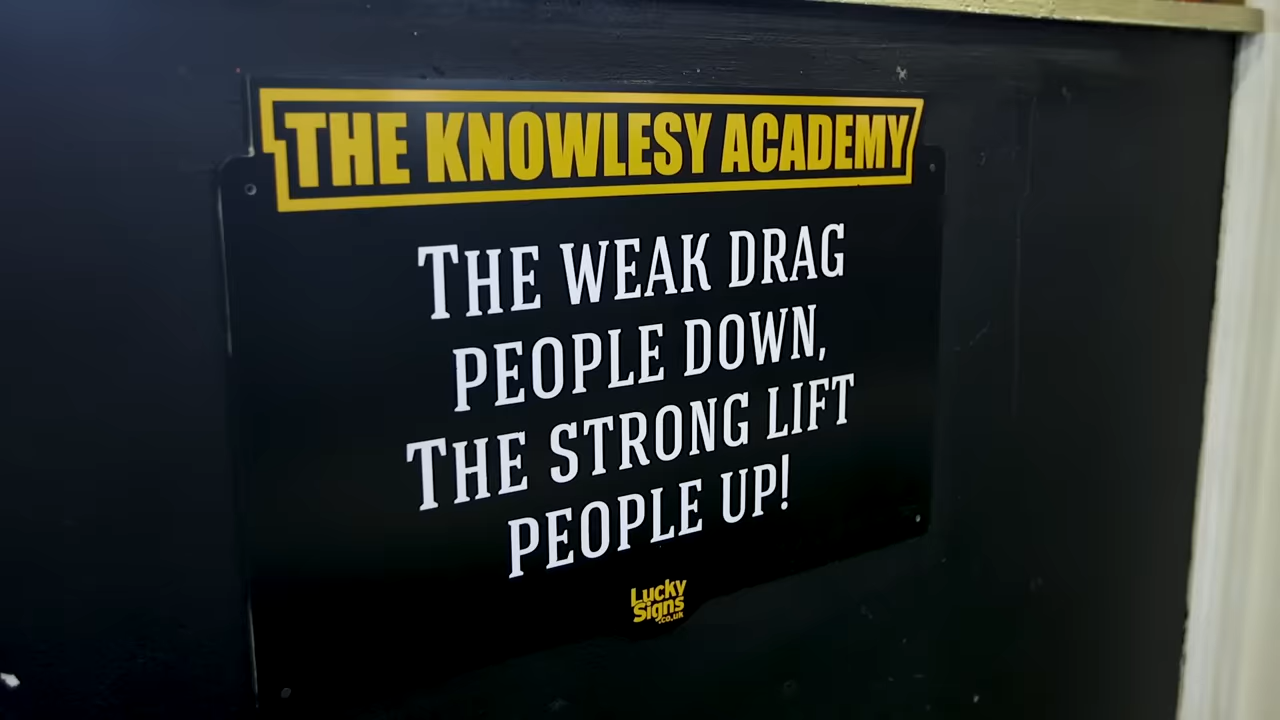 THE KNOWLESY ACADEMY
THE WEAK DRAG
PEOPLE DOWN,
THE STRONG LIFT
PEOPLE UP!
Lucky
Signs
.co.uk